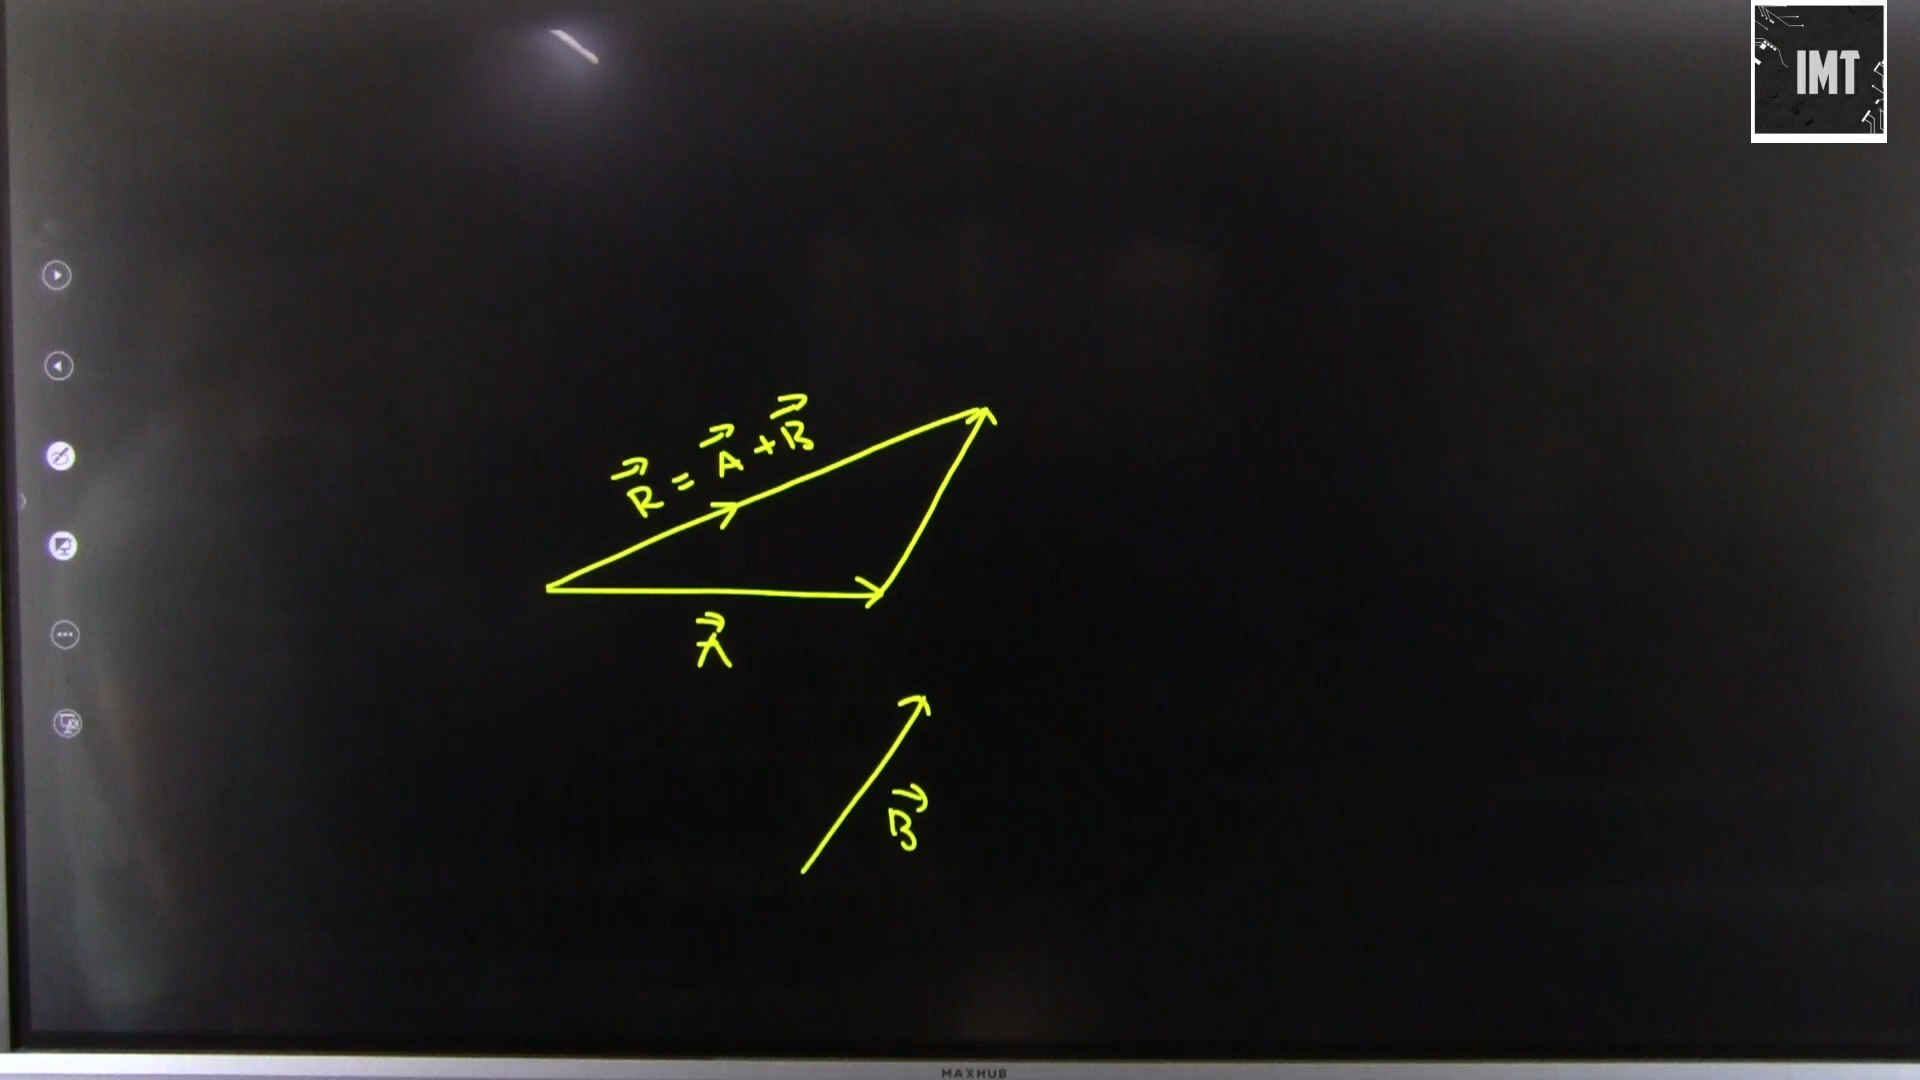 IMT
R⃗ = A⃗ + B⃗
A⃗
B⃗
MAXHUB